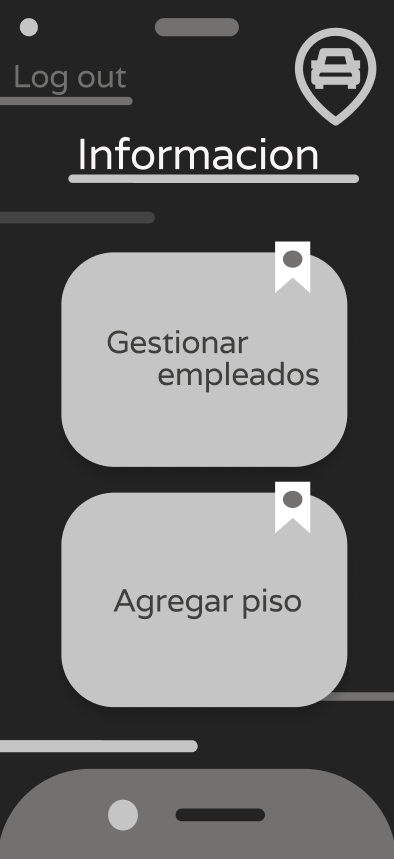 Log out
Informacion
Gestionar
empleados
Agregar piso